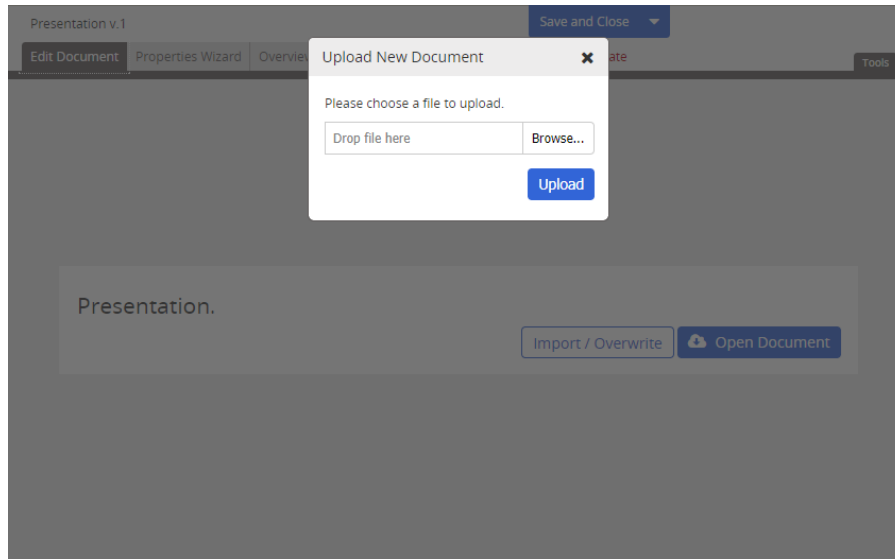 Presentation v.1
Save and Close
Edit Document
Properties Wizard
Upload New Document
Tools
Please choose a file to upload.
Drop file here
Browse...
Upload
Presentation.
Import / Overwrite
Open Document